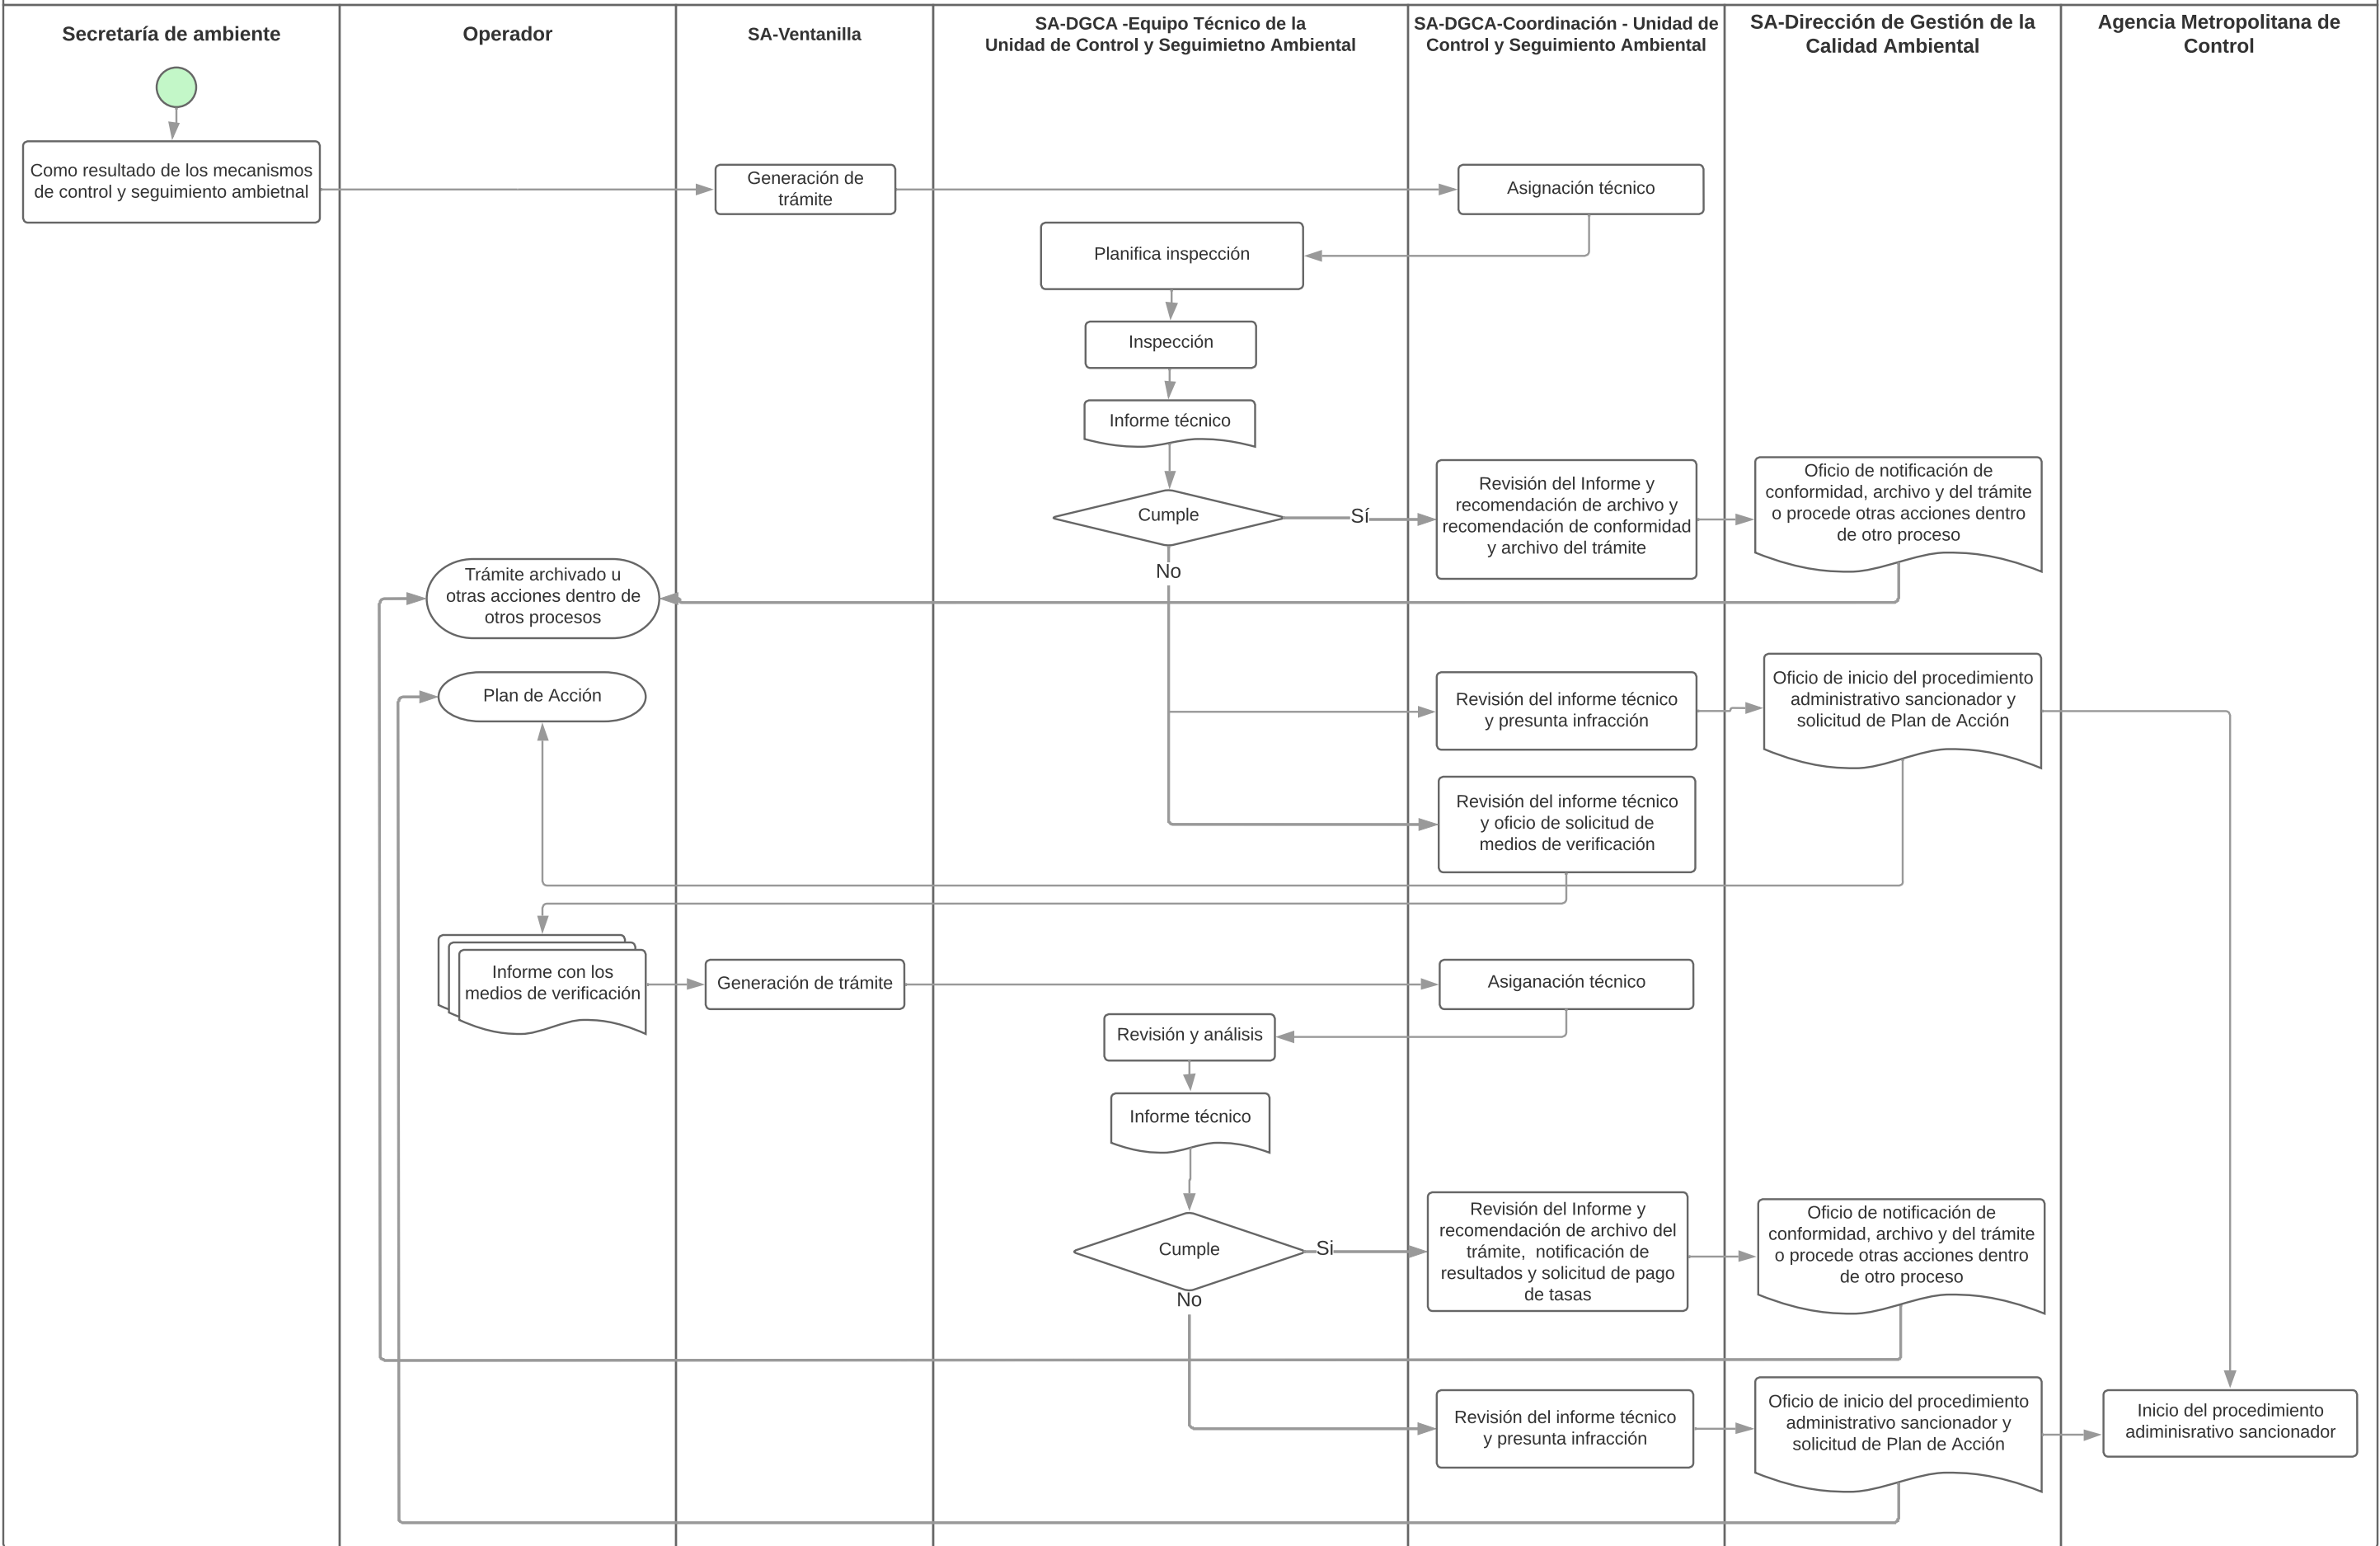 Secretaría de ambiente
Operador
SA-Ventanilla
SA-DGCA -Equipo Técnico de la
Unidad de Control y Seguimietno Ambiental
SA-DGCA-Coordinación - Unidad de
Control y Seguimiento Ambiental
SA-Dirección de Gestión de la
Calidad Ambiental
Agencia Metropolitana de
Control
Como resultado de los mecanismos
de control y seguimiento ambietnal
Generación de
trámite
Asignación técnico
Planifica inspección
Inspección
Informe técnico
Cumple
Sí
Revisión del Informe y
recomendación de archivo y
recomendación de conformidad
y archivo del trámite
Oficio de notificación de
conformidad, archivo y del trámite
o procede otras acciones dentro
de otro proceso
No
Trámite archivado u
otras acciones dentro de
otros procesos
Plan de Acción
Revisión del informe técnico
y presunta infracción
Oficio de inicio del procedimiento
administrativo sancionador y
solicitud de Plan de Acción
Revisión del informe técnico
y oficio de solicitud de
medios de verificación
Informe con los
medios de verificación
Generación de trámite
Asiganación técnico
Revisión y análisis
Informe técnico
Cumple
Si
Revisión del Informe y
recomendación de archivo del
trámite, notificación de
resultados y solicitud de pago
de tasas
Oficio de notificación de
conformidad, archivo y del trámite
o procede otras acciones dentro
de otro proceso
No
Revisión del informe técnico
y presunta infracción
Oficio de inicio del procedimiento
administrativo sancionador y
solicitud de Plan de Acción
Inicio del procedimiento
adiminisrativo sancionador